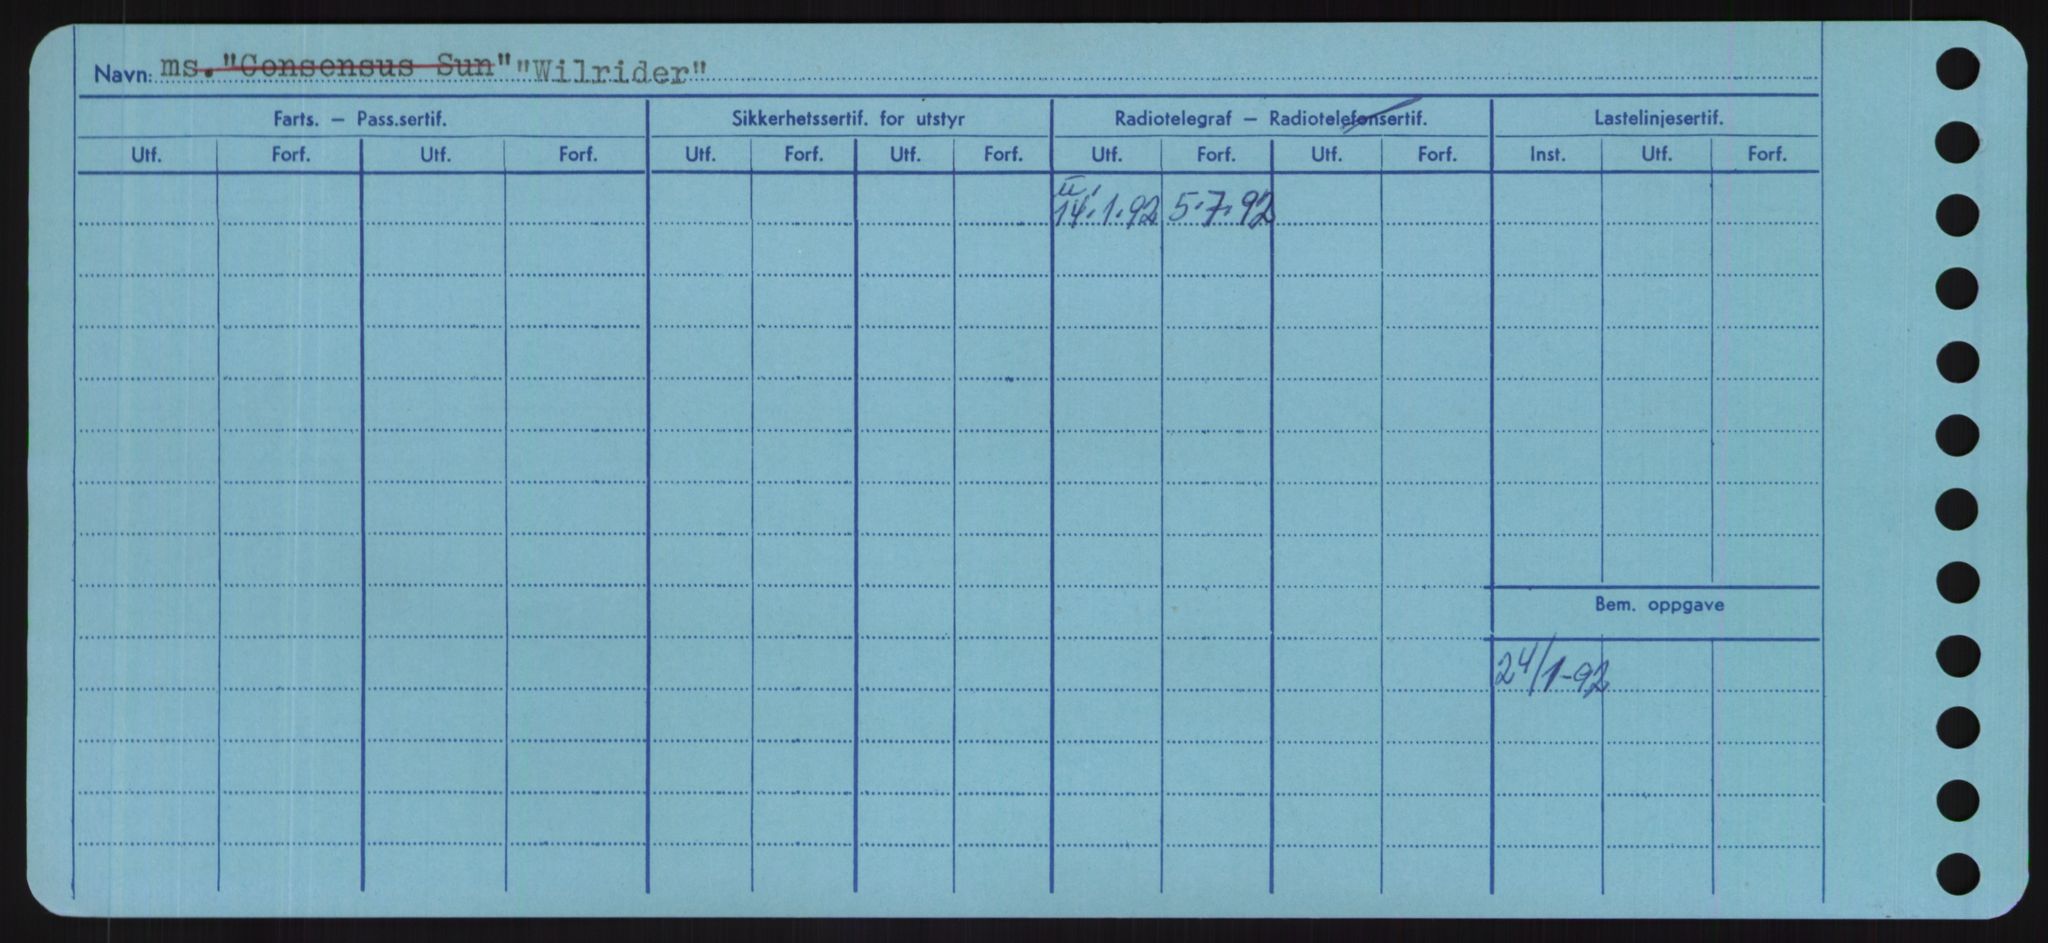 Navn: ms. "Consensus Sun" "Wilrider"
Farts. – Pass.sertif. Sikkerhetssertif. for utstyr Radiotelegraf – Radiotelefonsertif. Lastelinjesertif.
Utf. Forf. Utf. Forf. Utf. Forf. Utf. Forf. Utf. Forf. Utf. Forf. Inst. Utf. Forf.
14.1.92 5.7.92
Bem. oppgave
24/1-92